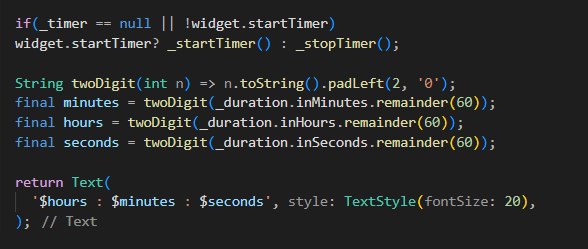 if(_timer == null || !widget.startTimer)
widget.startTimer? _startTimer() : _stopTimer();
String twoDigit(int n) => n.toString().padLeft(2, '0');
final minutes = twoDigit(_duration.inMinutes.remainder(60));
final hours = twoDigit(_duration.inHours.remainder(60));
final seconds = twoDigit(_duration.inSeconds.remainder(60));
return Text(
'$hours : $minutes : $seconds', style: TextStyle(fontSize: 20),
); // Text